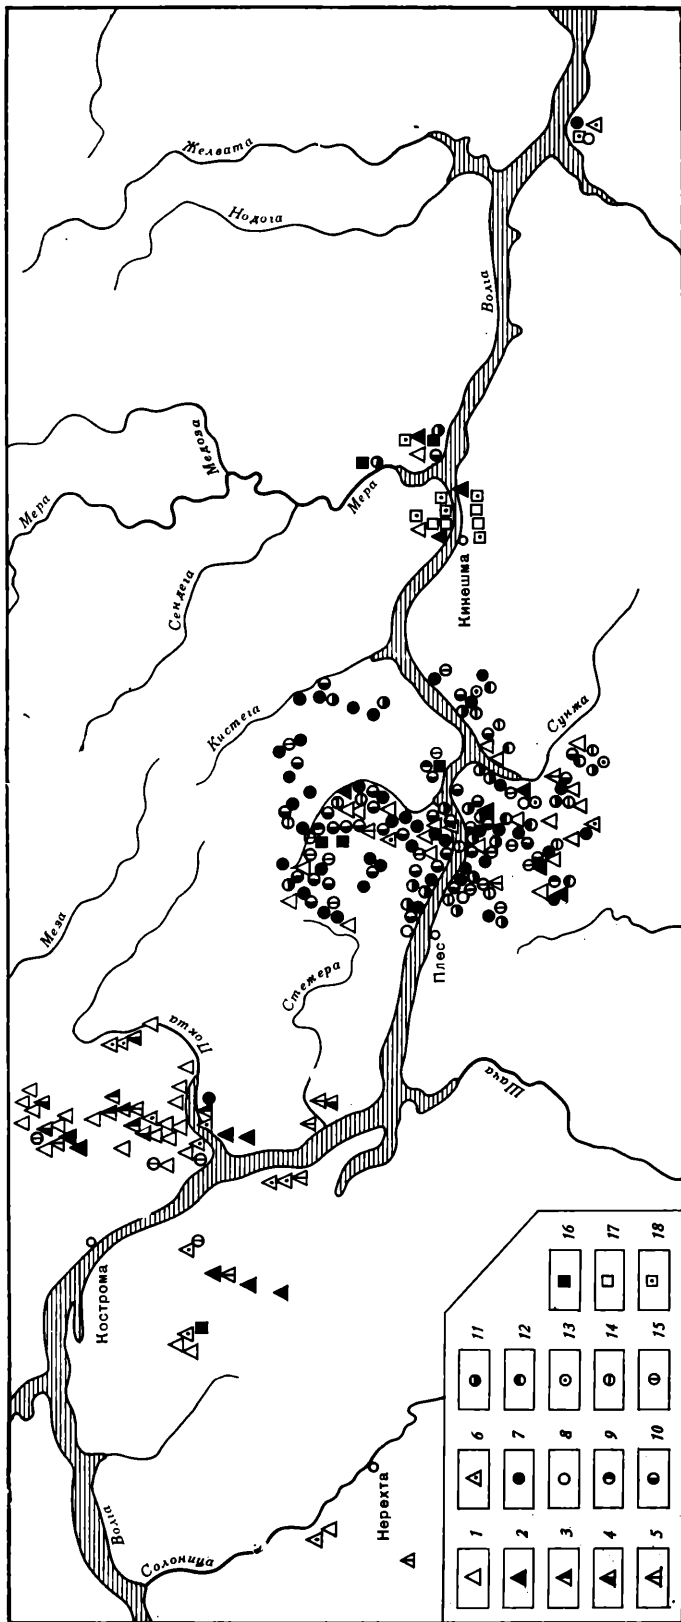 Волга
Солоница
Нерехта
Кострома
Покша
Меза
Стежера
Шача
Плес
Кистега
Сунжа
Сендега
Мера
Медоза
Мера
Кинешма
Волга
Нодога
Желвата
1
2
3
4
5
6
7
8
9
10
11
12
13
14
15
16
17
18